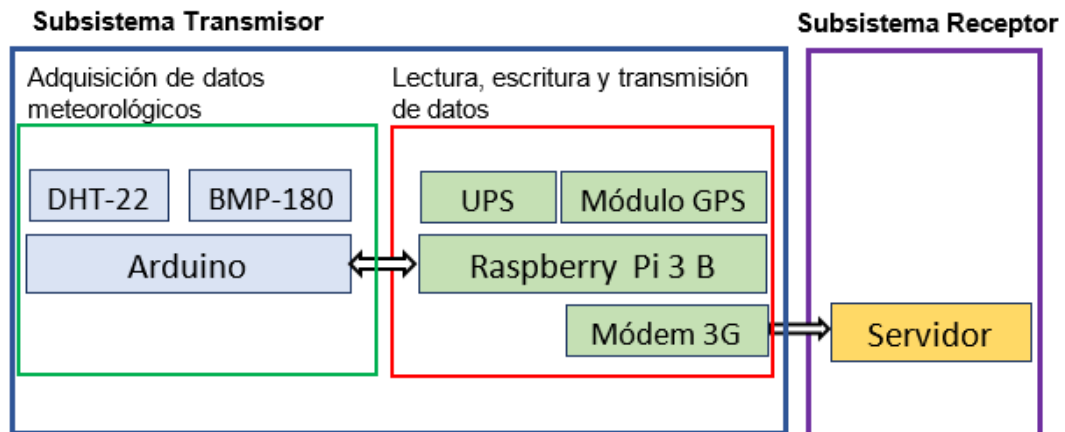 Subsistema Transmisor
Subsistema Receptor
Adquisición de datos
meteorológicos
Lectura, escritura y transmisión
de datos
DHT-22
BMP-180
UPS
Módulo GPS
Arduino
Raspberry Pi 3 B
Módem 3G
Servidor